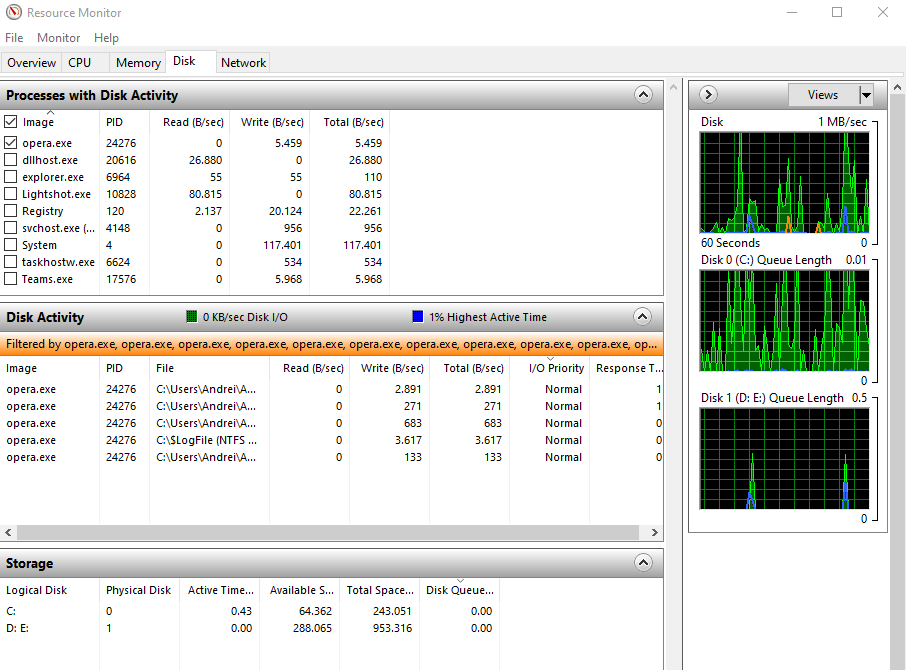 Resource Monitor
File Monitor Help
Overview CPU Memory Disk Network
Processes with Disk Activity
Image PID Read (B/sec) Write (B/sec) Total (B/sec)
opera.exe 24276 0 5.459 5.459
dllhost.exe 20616 26.880 0 26.880
explorer.exe 6964 55 55 110
Lightshot.exe 10828 80.815 0 80.815
Registry 120 2.137 20.124 22.261
svchost.exe (... 4148 0 956 956
System 4 0 117.401 117.401
taskhostw.exe 6624 0 534 534
Teams.exe 17576 0 5.968 5.968
Disk Activity 0 KB/sec Disk I/O 1% Highest Active Time
Filtered by opera.exe, opera.exe, opera.exe, opera.exe, opera.exe, opera.exe, opera.exe, opera.exe, opera.exe, opera.exe, op...
Image PID File Read (B/sec) Write (B/sec) Total (B/sec) I/O Priority Response T...
opera.exe 24276 C:\Users\Andrei\A... 0 2.891 2.891 Normal 1
opera.exe 24276 C:\Users\Andrei\A... 0 271 271 Normal 1
opera.exe 24276 C:\Users\Andrei\A... 0 683 683 Normal 0
opera.exe 24276 C:\$LogFile (NTFS ... 0 3.617 3.617 Normal 0
opera.exe 24276 C:\Users\Andrei\A... 0 133 133 Normal 0
Storage
Logical Disk Physical Disk Active Time... Available S... Total Space... Disk Queue...
C: 0 0.43 64.362 243.051 0.00
D: E: 1 0.00 288.065 953.316 0.00
Views
Disk 1 MB/sec
60 Seconds 0
Disk 0 (C:) Queue Length 0.01
0
Disk 1 (D: E:) Queue Length 0.5
0